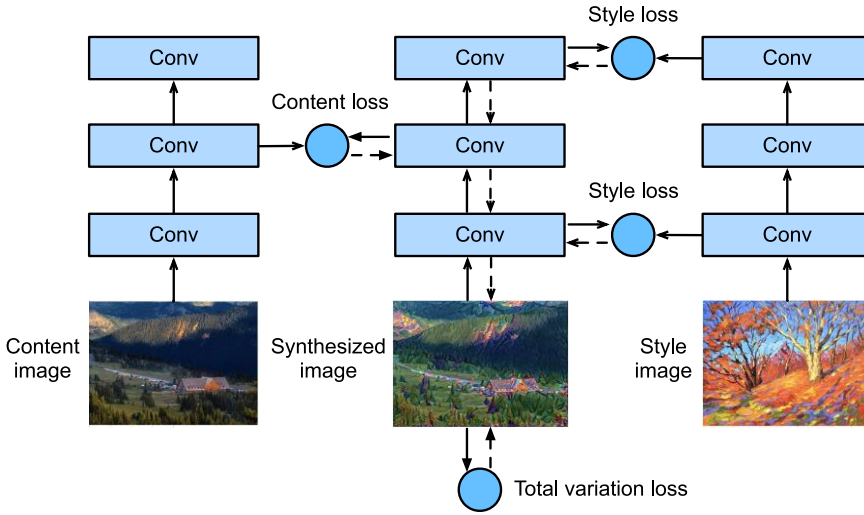 Style loss
Conv
Conv
Conv
Content loss
Conv
Conv
Conv
Style loss
Conv
Conv
Conv
Content
image
Synthesized
image
Style
image
Total variation loss